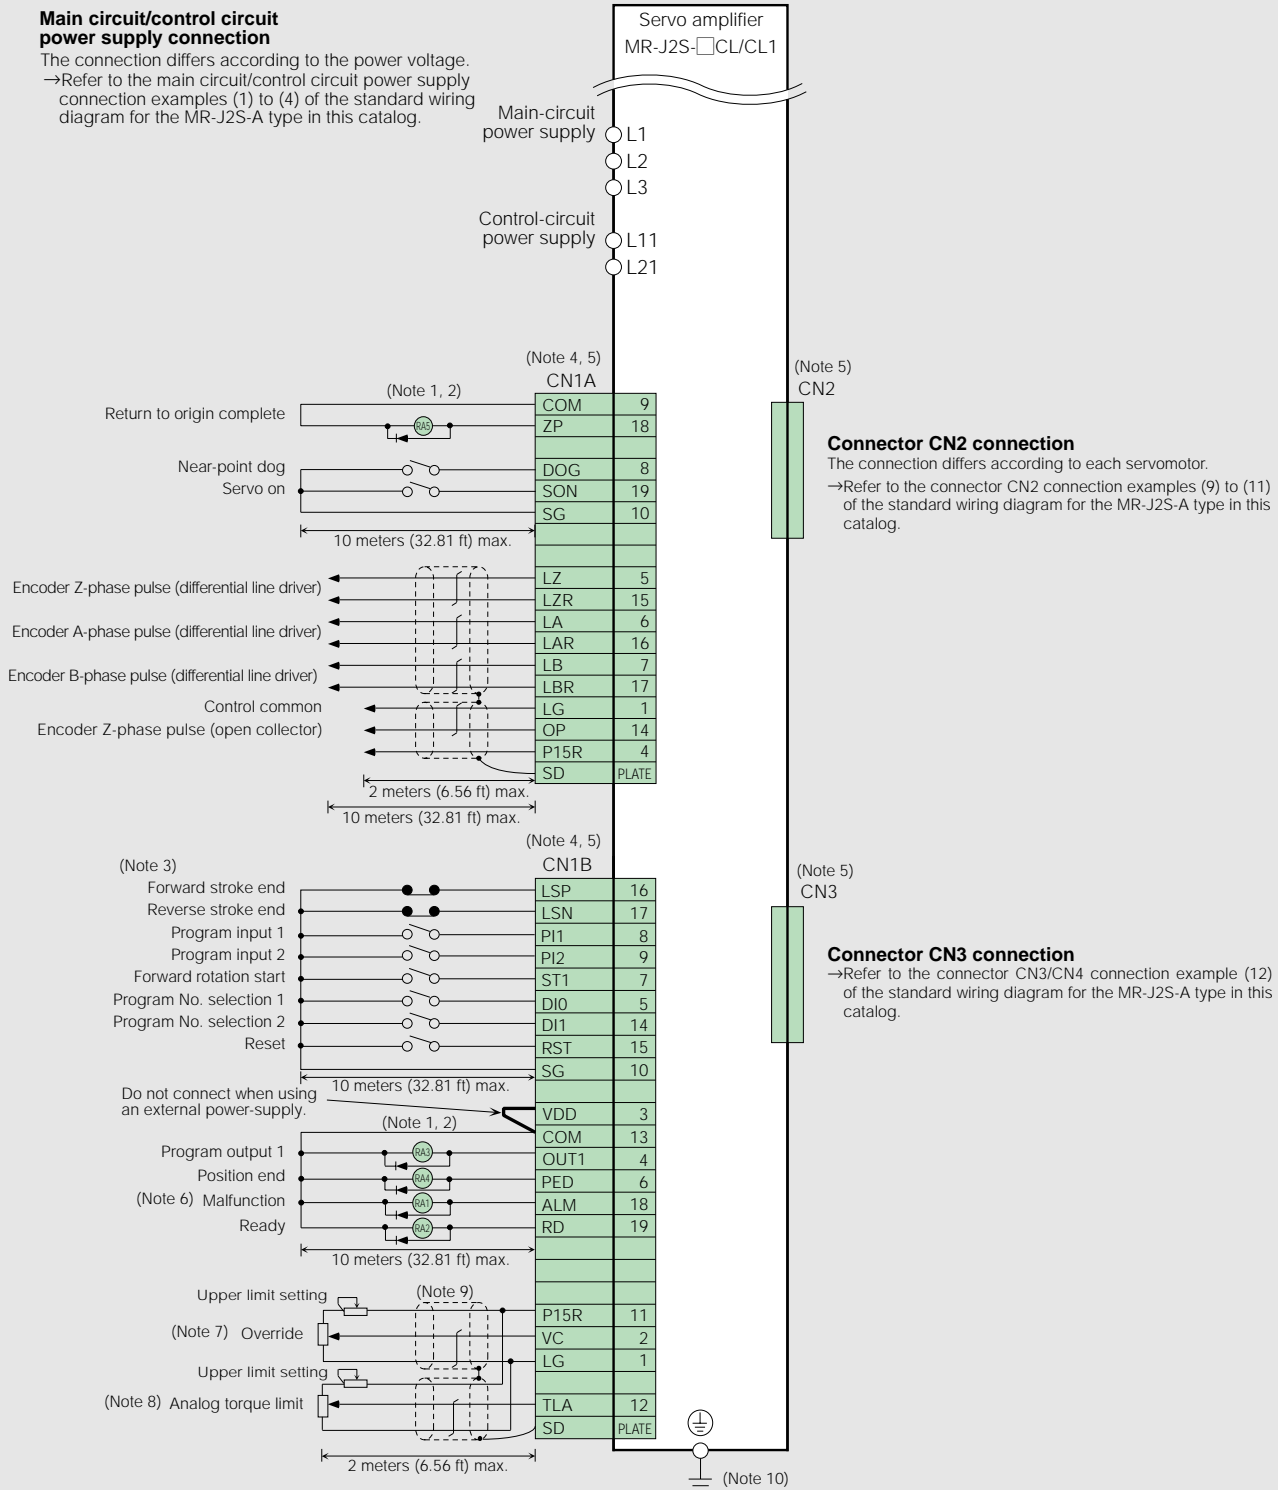 Main circuit/control circuit
power supply connection
The connection differs according to the power voltage.
→Refer to the main circuit/control circuit power supply
connection examples (1) to (4) of the standard wiring
diagram for the MR-J2S-A type in this catalog.
Servo amplifier
MR-J2S-□CL/CL1
Main-circuit
power supply
L1
L2
L3
Control-circuit
power supply
L11
L21
(Note 4, 5)
CN1A
(Note 1, 2)
Return to origin complete
COM 9
RA5 ZP 18
Near-point dog DOG 8
Servo on SON 19
SG 10
10 meters (32.81 ft) max.
Encoder Z-phase pulse (differential line driver)
LZ 5
LZR 15
Encoder A-phase pulse (differential line driver)
LA 6
LAR 16
Encoder B-phase pulse (differential line driver)
LB 7
LBR 17
Control common LG 1
Encoder Z-phase pulse (open collector) OP 14
P15R 4
SD PLATE
2 meters (6.56 ft) max.
10 meters (32.81 ft) max.
(Note 5)
CN2
Connector CN2 connection
The connection differs according to each servomotor.
→Refer to the connector CN2 connection examples (9) to (11)
of the standard wiring diagram for the MR-J2S-A type in this
catalog.
(Note 4, 5)
CN1B
(Note 3)
Forward stroke end LSP 16
Reverse stroke end LSN 17
Program input 1 PI1 8
Program input 2 PI2 9
Forward rotation start ST1 7
Program No. selection 1 DI0 5
Program No. selection 2 DI1 14
Reset RST 15
SG 10
10 meters (32.81 ft) max.
Do not connect when using
an external power-supply.
VDD 3
(Note 1, 2)
COM 13
Program output 1 RA3 OUT1 4
Position end RA4 PED 6
(Note 6) Malfunction RA1 ALM 18
Ready RA2 RD 19
10 meters (32.81 ft) max.
Upper limit setting
(Note 9)
P15R 11
(Note 7) Override VC 2
LG 1
Upper limit setting
(Note 8) Analog torque limit TLA 12
SD PLATE
2 meters (6.56 ft) max.
(Note 5)
CN3
Connector CN3 connection
→Refer to the connector CN3/CN4 connection example (12)
of the standard wiring diagram for the MR-J2S-A type in this
catalog.
(Note 10)